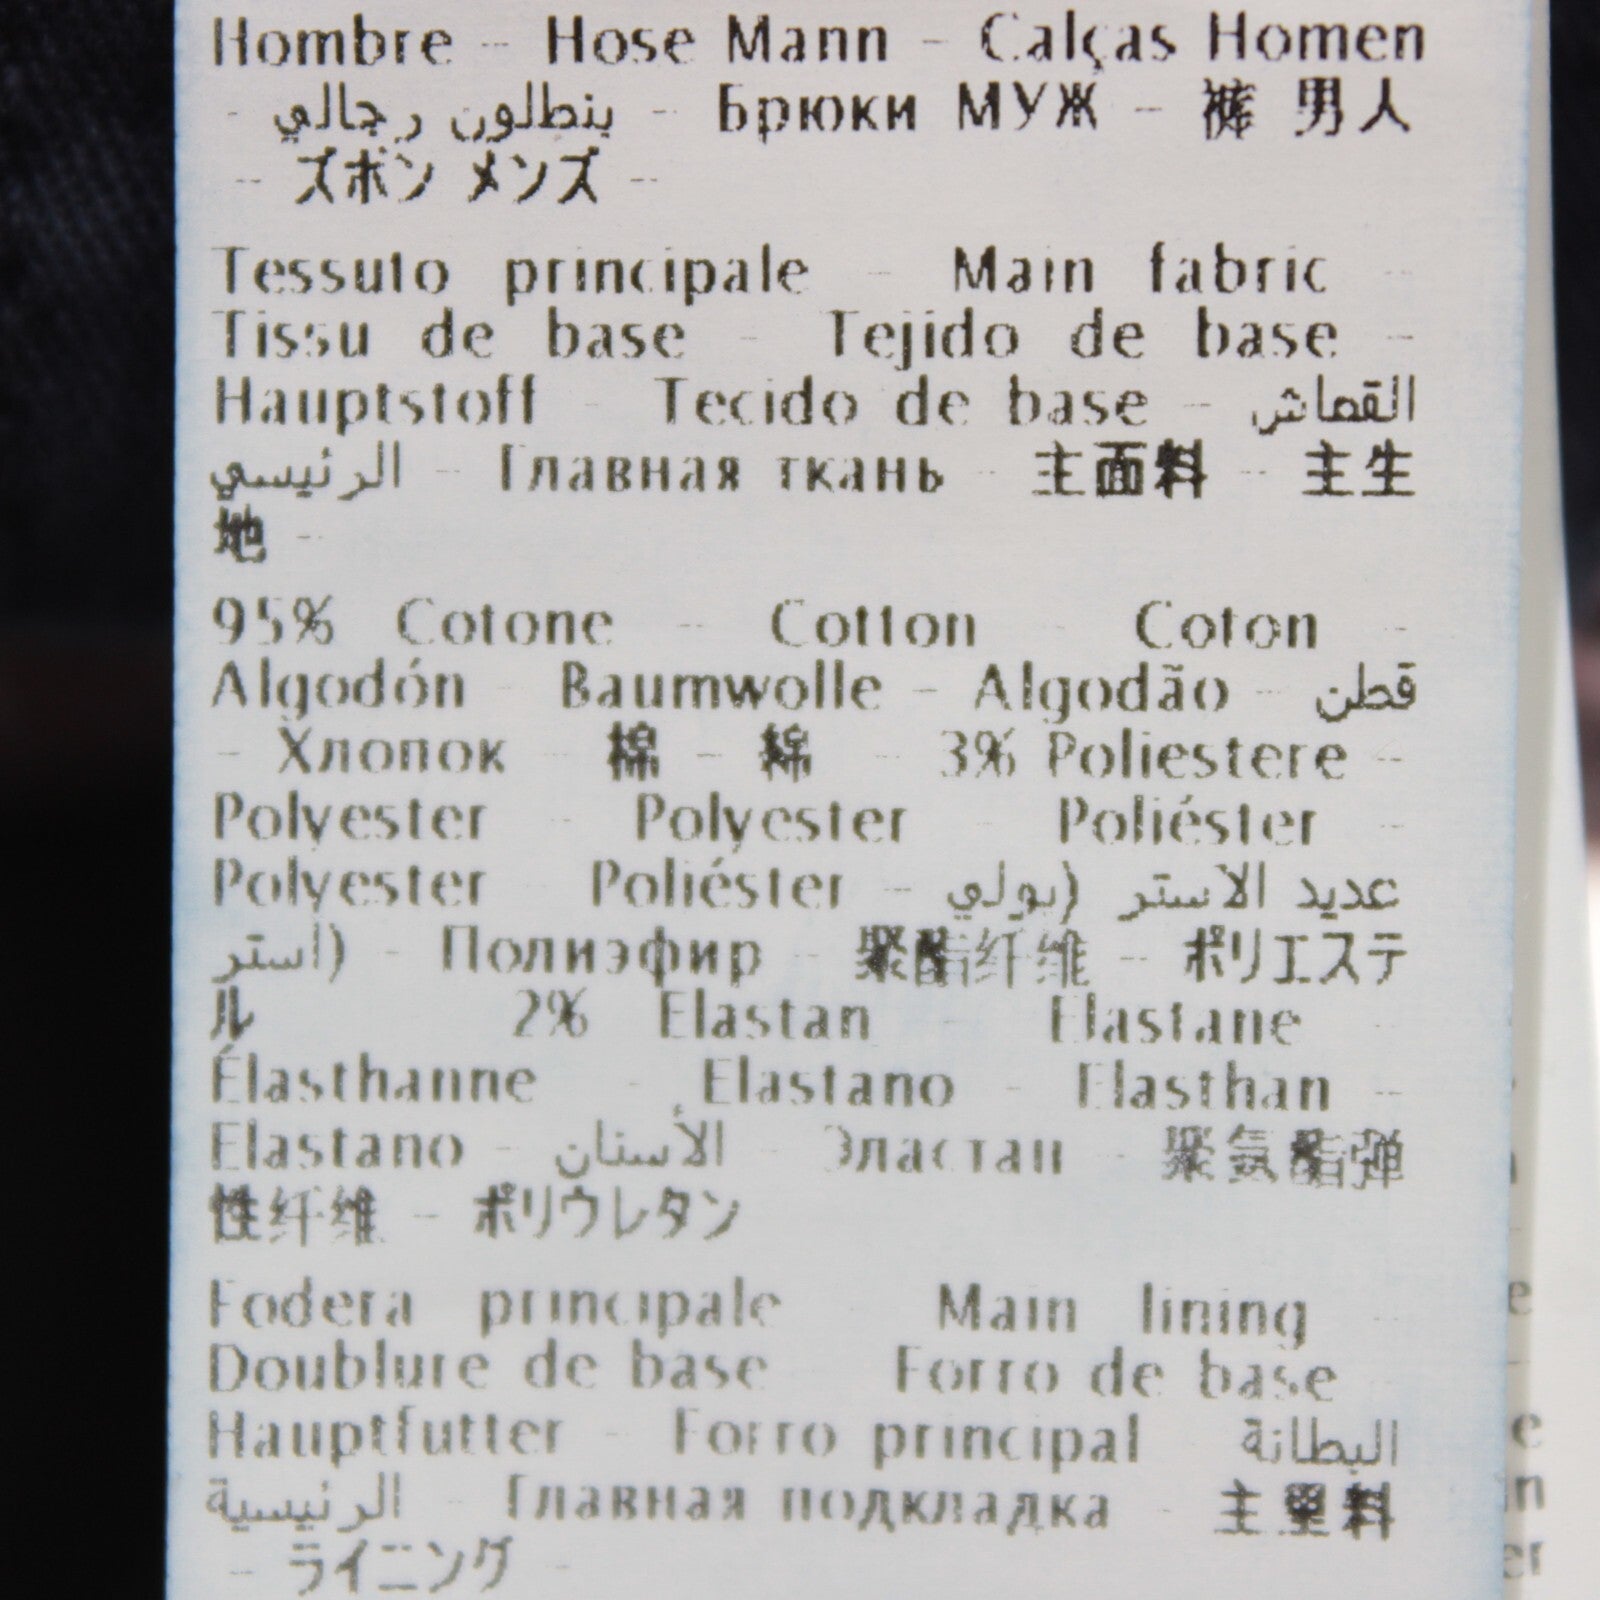 Hombre - Hose Mann - Calças Homen
- بنطلون رجالي - Брюки МУЖ - 裤 男人
- ズボン メンズ -
Tessuto principale - Main fabric -
Tissu de base - Tejido de base -
Hauptstoff - Tecido de base - القماش
الرئيسي - Главная ткань - 主面料 - 主生
地 -
95% Cotone - Cotton - Coton -
Algodón - Baumwolle - Algodão - قطن
- Хлопок - 棉 - 綿 - 3% Poliestere -
Polyester - Polyester - Poliéster -
Polyester - Poliéster - عديد الاستر (بولي
استر) - Полиэфир - 聚酯纤维 - ポリエステ
ル 2% Elastan - Elastane -
Élasthanne - Elastano - Elasthan -
Elastano - الأستان - Эластан - 聚氨酯弹
性纤维 - ポリウレタン
Fodera principale - Main lining -
Doublure de base - Forro de base -
Hauptfutter - Forro principal - البطانة
الرئيسية - Главная подкладка - 主里料
- ライニング -